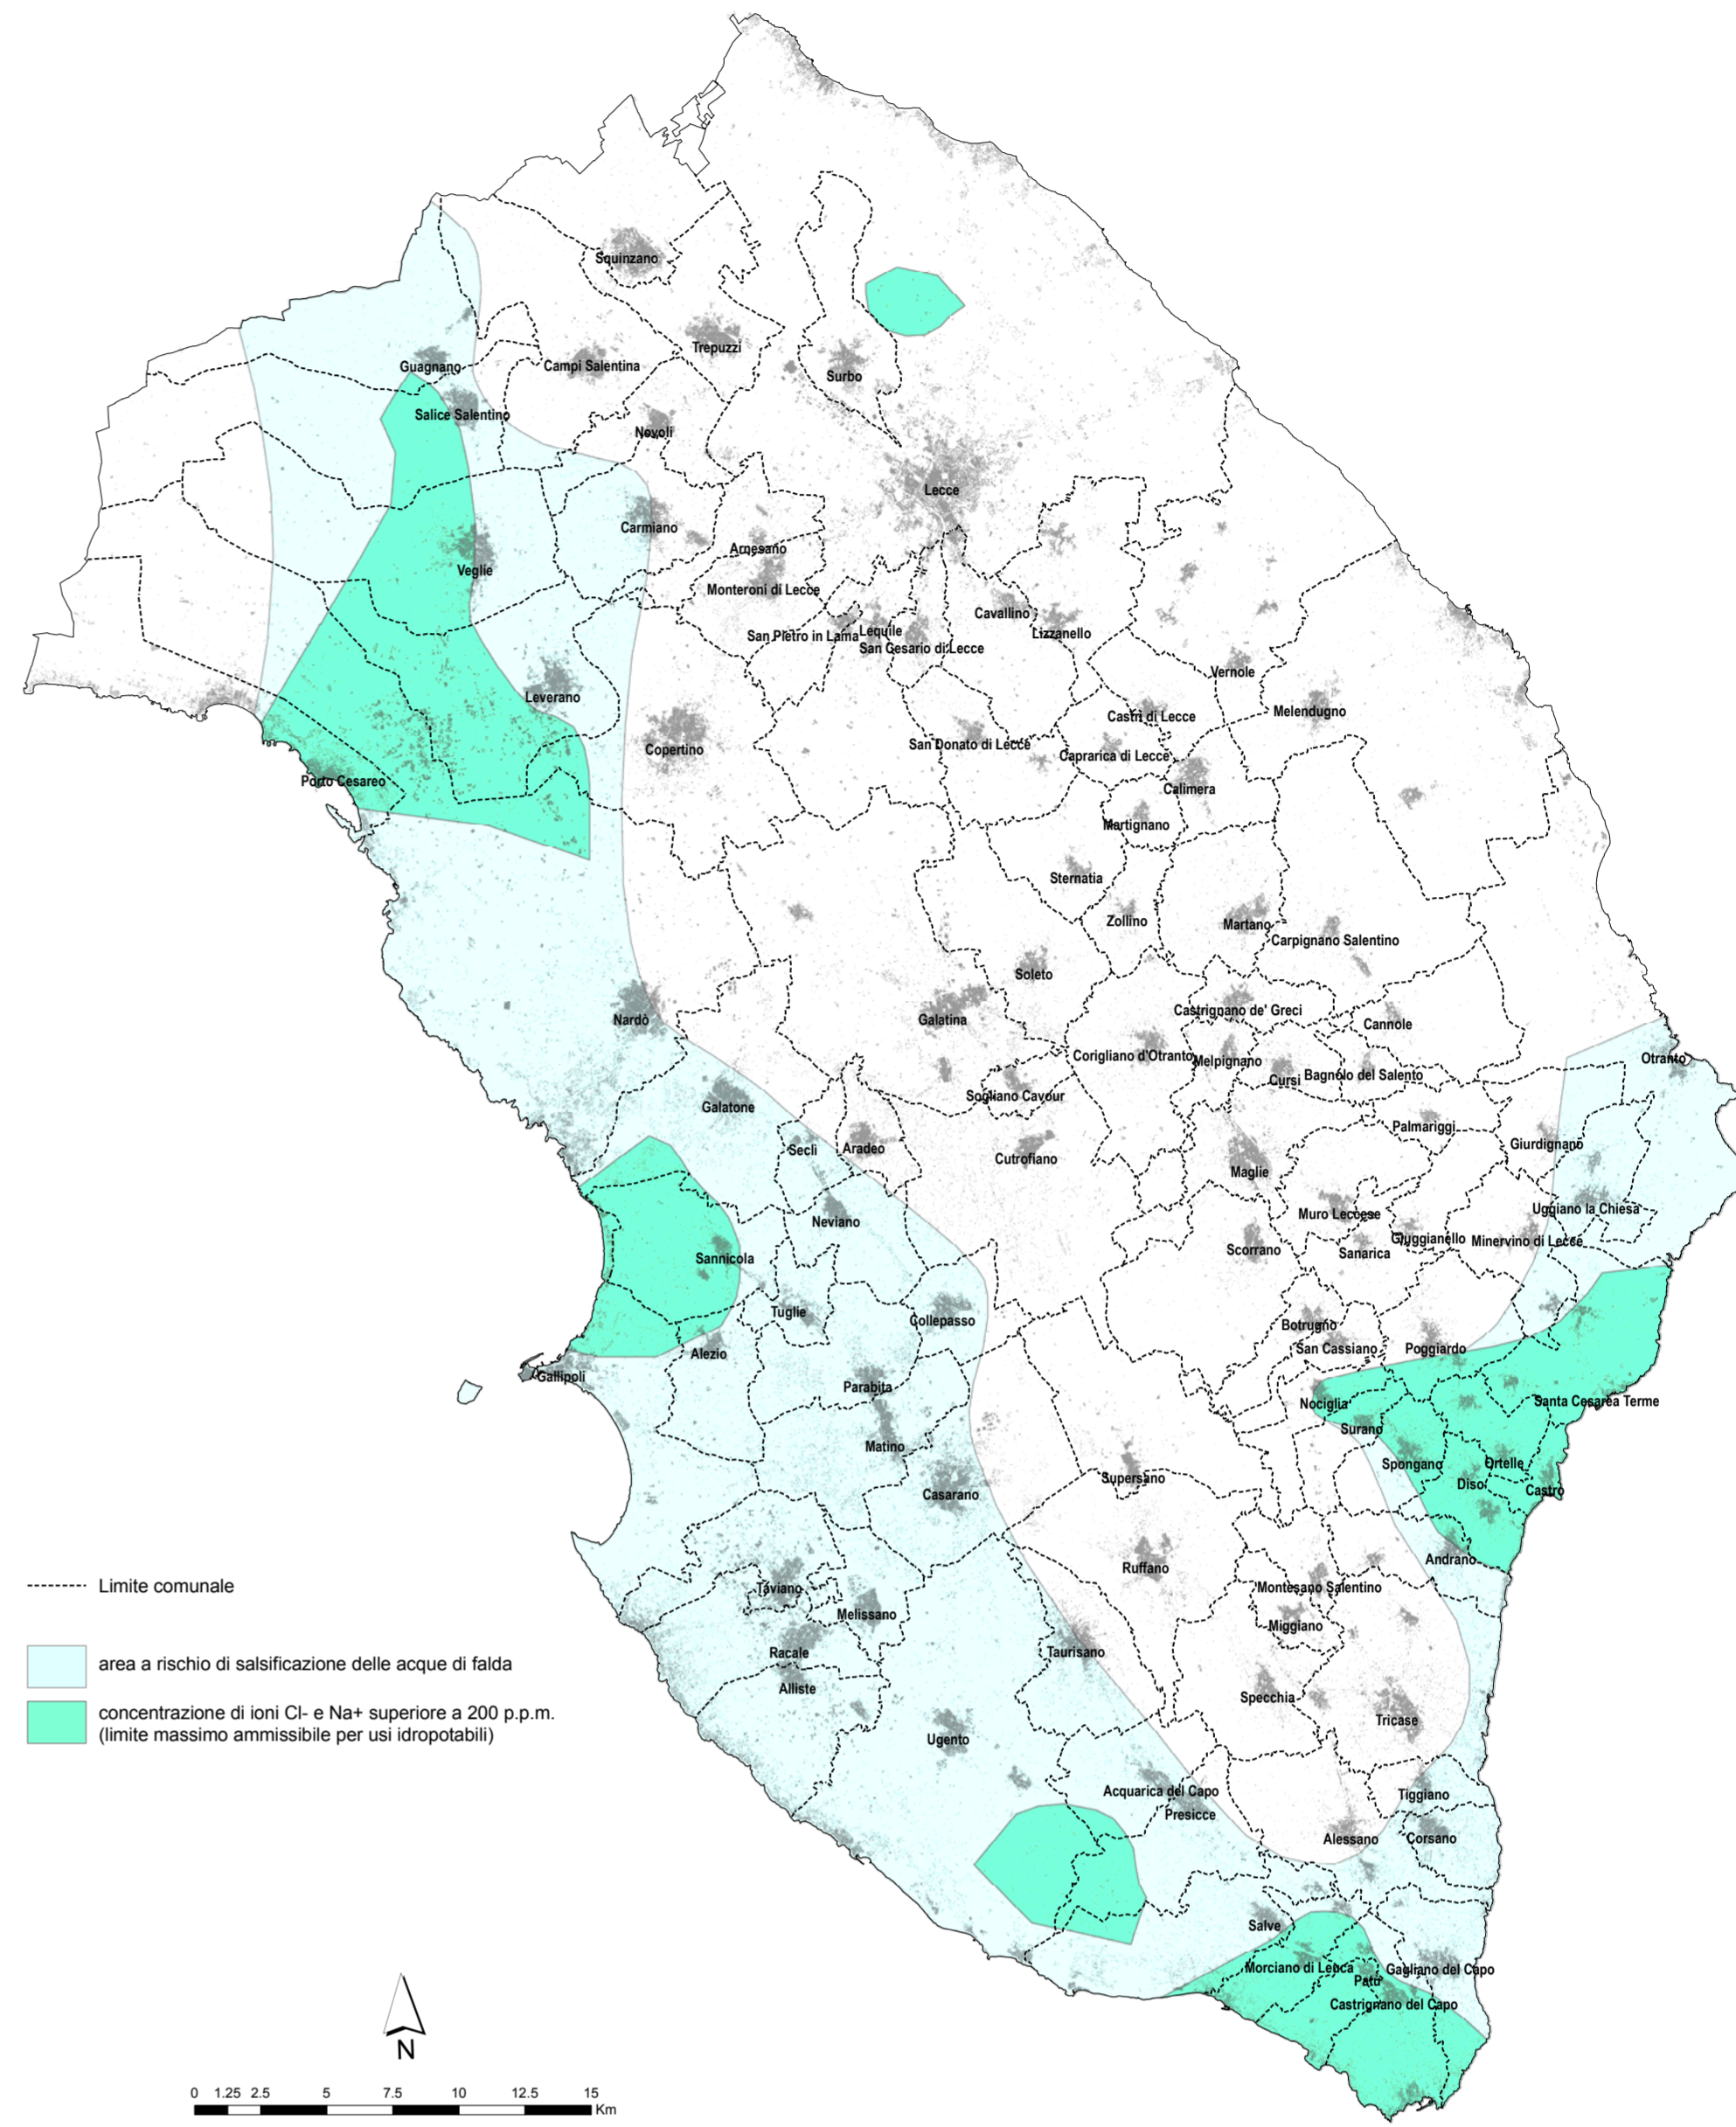 Squinzano
Trepuzzi
Guagnano
Campi Salentina
Surbo
Salice Salentino
Novoli
Lecce
Carmiano
Arnesano
Veglie
Monteroni di Lecce
Cavallino
San Pietro in Lama
Lequile
Lizzanello
San Cesario di Lecce
Vernole
Leverano
Melendugno
Castrì di Lecce
Copertino
San Donato di Lecce
Caprarica di Lecce
Porto Cesareo
Calimera
Martignano
Sternatia
Zollino
Martano
Carpignano Salentino
Soleto
Castrignano de' Greci
Nardò
Galatina
Cannole
Corigliano d'Otranto
Melpignano
Otranto
Cursi
Bagnolo del Salento
Sogliano Cavour
Galatone
Palmariggi
Giurdignano
Secli
Aradeo
Cutrofiano
Maglie
Uggiano la Chiesa
Muro Leccese
Neviano
Giuggianello
Minervino di Lecce
Scorrano
Sanarica
Sannicola
Tuglie
Collepasso
Botrugno
San Cassiano
Poggiardo
Alezio
Gallipoli
Parabita
Nociglia
Santa Cesarea Terme
Surano
Matino
Spongano
Ortelle
Supersano
Diso
Castro
Casarano
Andrano
Ruffano
Montesano Salentino
Taviano
Melissano
Miggiano
Racale
Taurisano
Alliste
Specchia
Tricase
Ugento
Acquarica del Capo
Tiggiano
Presicce
Alessano
Corsano
Salve
Morciano di Leuca
Gagliano del Capo
Patù
Castrignano del Capo
Limite comunale
area a rischio di salsificazione delle acque di falda
concentrazione di ioni Cl- e Na+ superiore a 200 p.p.m.
(limite massimo ammissibile per usi idropotabili)
N
0 1.25 2.5 5 7.5 10 12.5 15
Km